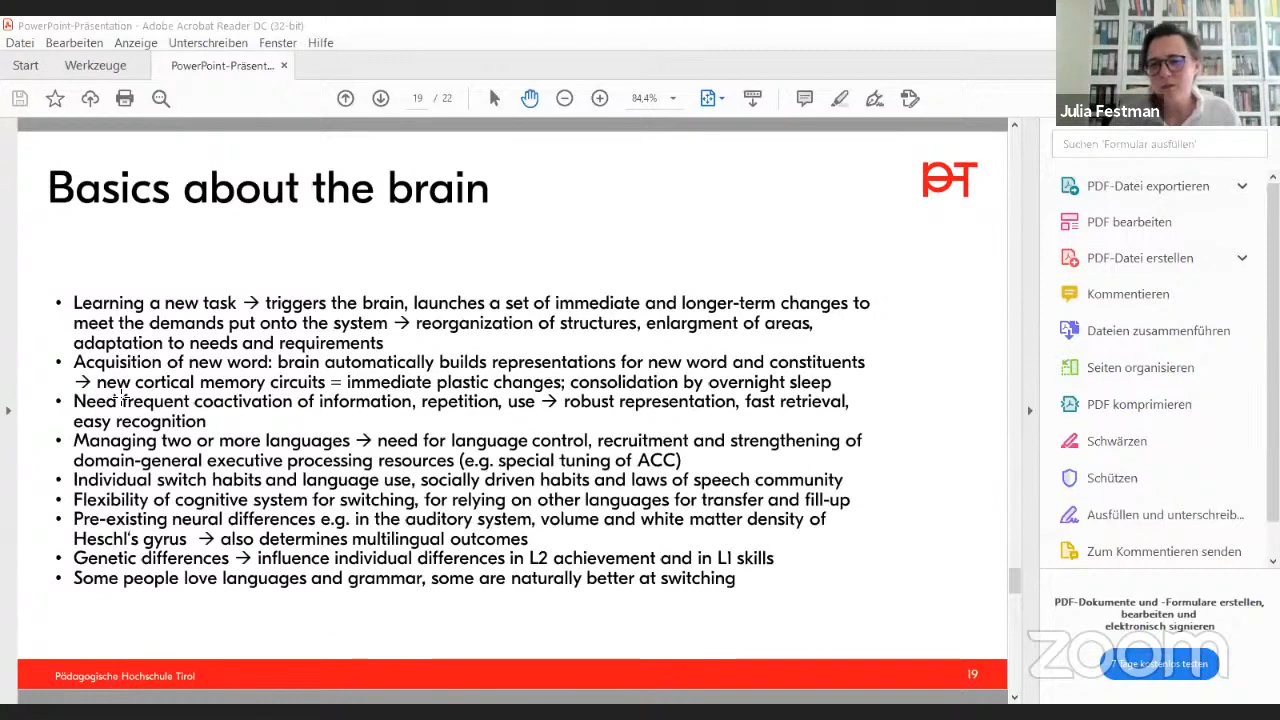 PowerPoint-Präsentation - Adobe Acrobat Reader DC (32-bit)
Datei Bearbeiten Anzeige Unterschreiben Fenster Hilfe
Start Werkzeuge PowerPoint-Präsent... ×
19 / 22 84,4%
Julia Festman
Basics about the brain
• Learning a new task → triggers the brain, launches a set of immediate and longer-term changes to
meet the demands put onto the system → reorganization of structures, enlargment of areas,
adaptation to needs and requirements
• Acquisition of new word: brain automatically builds representations for new word and constituents
→ new cortical memory circuits = immediate plastic changes; consolidation by overnight sleep
• Need frequent coactivation of information, repetition, use → robust representation, fast retrieval,
easy recognition
• Managing two or more languages → need for language control, recruitment and strengthening of
domain-general executive processing resources (e.g. special tuning of ACC)
• Individual switch habits and language use, socially driven habits and laws of speech community
• Flexibility of cognitive system for switching, for relying on other languages for transfer and fill-up
• Pre-existing neural differences e.g. in the auditory system, volume and white matter density of
Heschl's gyrus → also determines multilingual outcomes
• Genetic differences → influence individual differences in L2 achievement and in L1 skills
• Some people love languages and grammar, some are naturally better at switching
Pädagogische Hochschule Tirol
19
Suchen 'Formular ausfüllen'
PDF-Datei exportieren
PDF bearbeiten
PDF-Datei erstellen
Kommentieren
Dateien zusammenführen
Seiten organisieren
PDF komprimieren
Schwärzen
Schützen
Ausfüllen und unterschreib...
Zum Kommentieren senden
PDF-Dokumente und -Formulare erstellen,
bearbeiten und
elektronisch signieren
7 Tage kostenlos testen
zoom